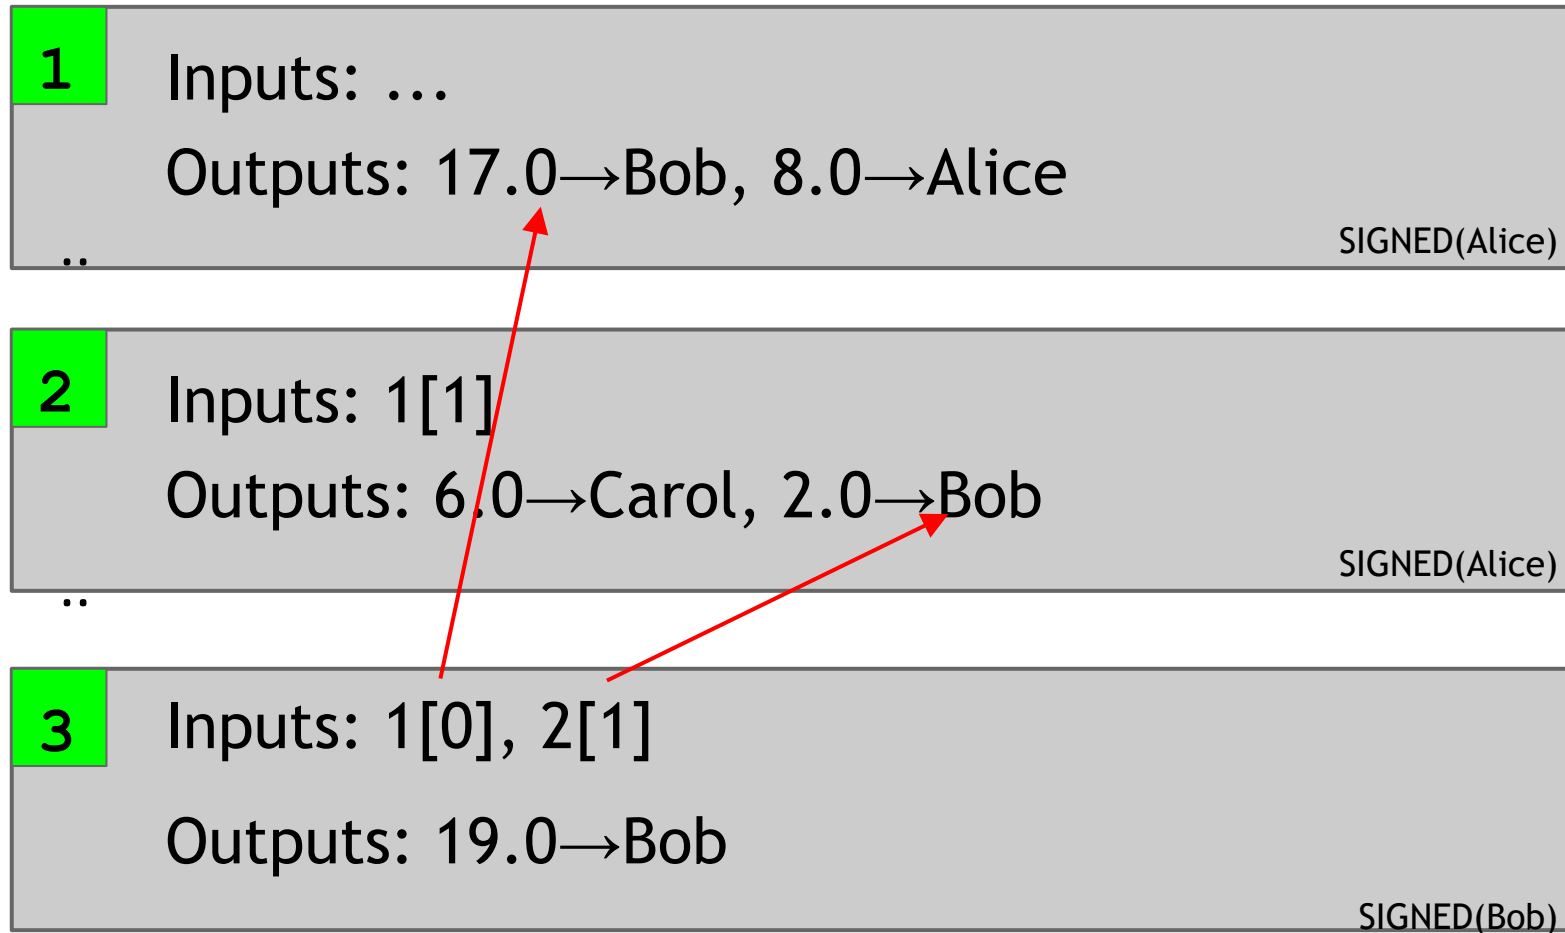 1
Inputs: ...
Outputs: 17.0→Bob, 8.0→Alice
SIGNED(Alice)
..
2
Inputs: 1[1]
Outputs: 6.0→Carol, 2.0→Bob
SIGNED(Alice)
..
3
Inputs: 1[0], 2[1]
Outputs: 19.0→Bob
SIGNED(Bob)